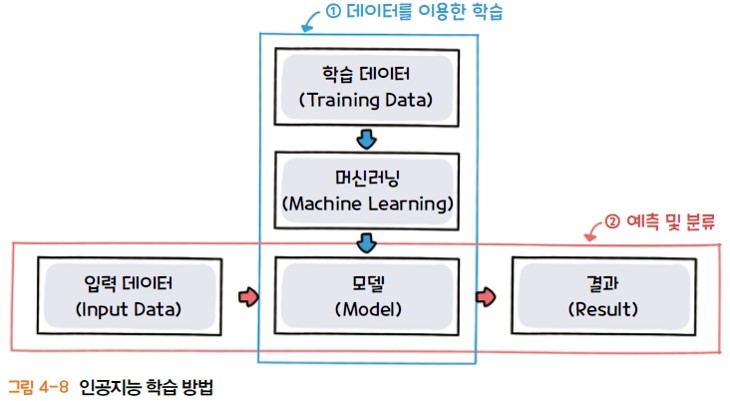 ① 데이터를 이용한 학습
학습 데이터
(Training Data)
머신러닝
(Machine Learning)
② 예측 및 분류
입력 데이터
(Input Data)
모델
(Model)
결과
(Result)
그림 4-8 인공지능 학습 방법